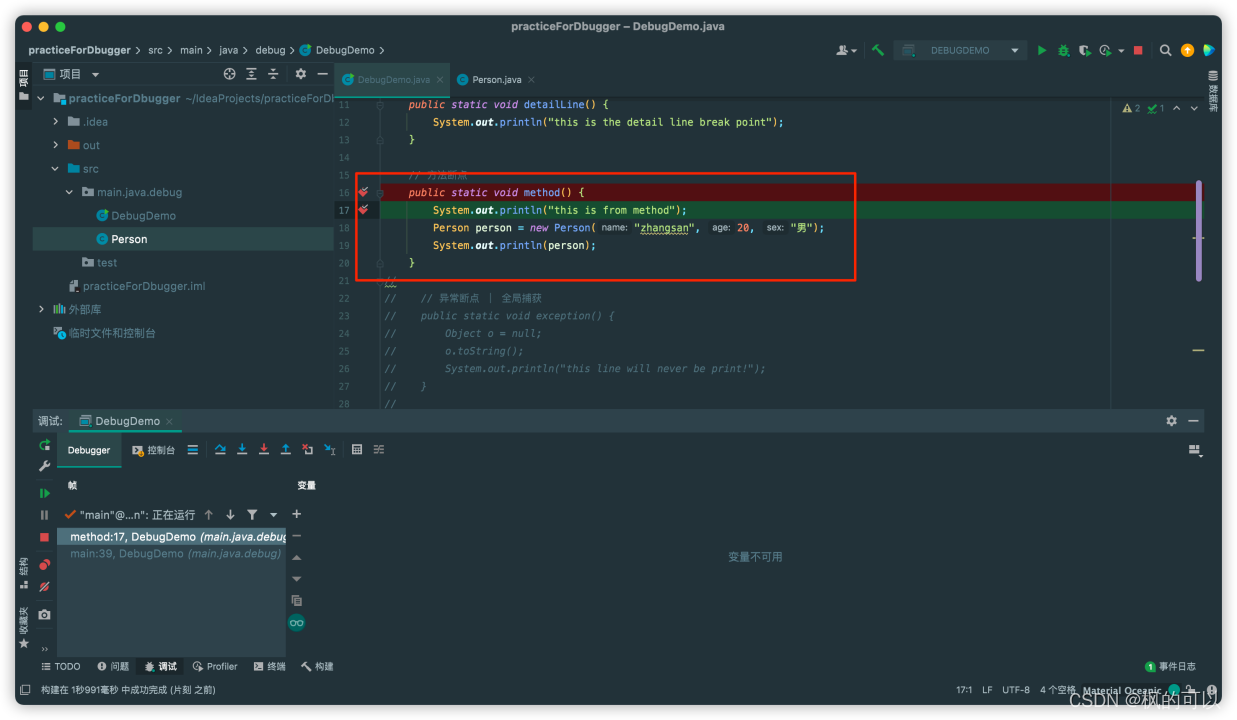 practiceForDbugger – DebugDemo.java
practiceForDbugger > src > main > java > debug > DebugDemo >
DEBUGDEMO
项目
项目
DebugDemo.java ×
Person.java ×
数据库
practiceForDbugger ~/IdeaProjects/practiceForD
.idea
out
src
main.java.debug
DebugDemo
Person
test
practiceForDbugger.iml
外部库
临时文件和控制台
2 1
11 public static void detailLine() {
12 System.out.println("this is the detail line break point");
13 }
14
15 // 方法断点
16 public static void method() {
17 System.out.println("this is from method");
18 Person person = new Person( name: "zhangsan", age: 20, sex: "男");
19 System.out.println(person);
20 }
21 //
22 // // 异常断点 | 全局捕获
23 // public static void exception() {
24 // Object o = null;
25 // o.toString();
26 // System.out.println("this line will never be print!");
27 // }
28 //
调试: DebugDemo ×
Debugger 控制台
帧 变量
"main"@...n": 正在运行
method:17, DebugDemo (main.java.debug
main:39, DebugDemo (main.java.debug)
变量不可用
结构
收藏夹
TODO 问题 调试 Profiler 终端 构建
1 事件日志
构建在 1秒991毫秒 中成功完成 (片刻 之前)
17:1 LF UTF-8 4 个空格 Material Oceanic
CSDN @枫的可以